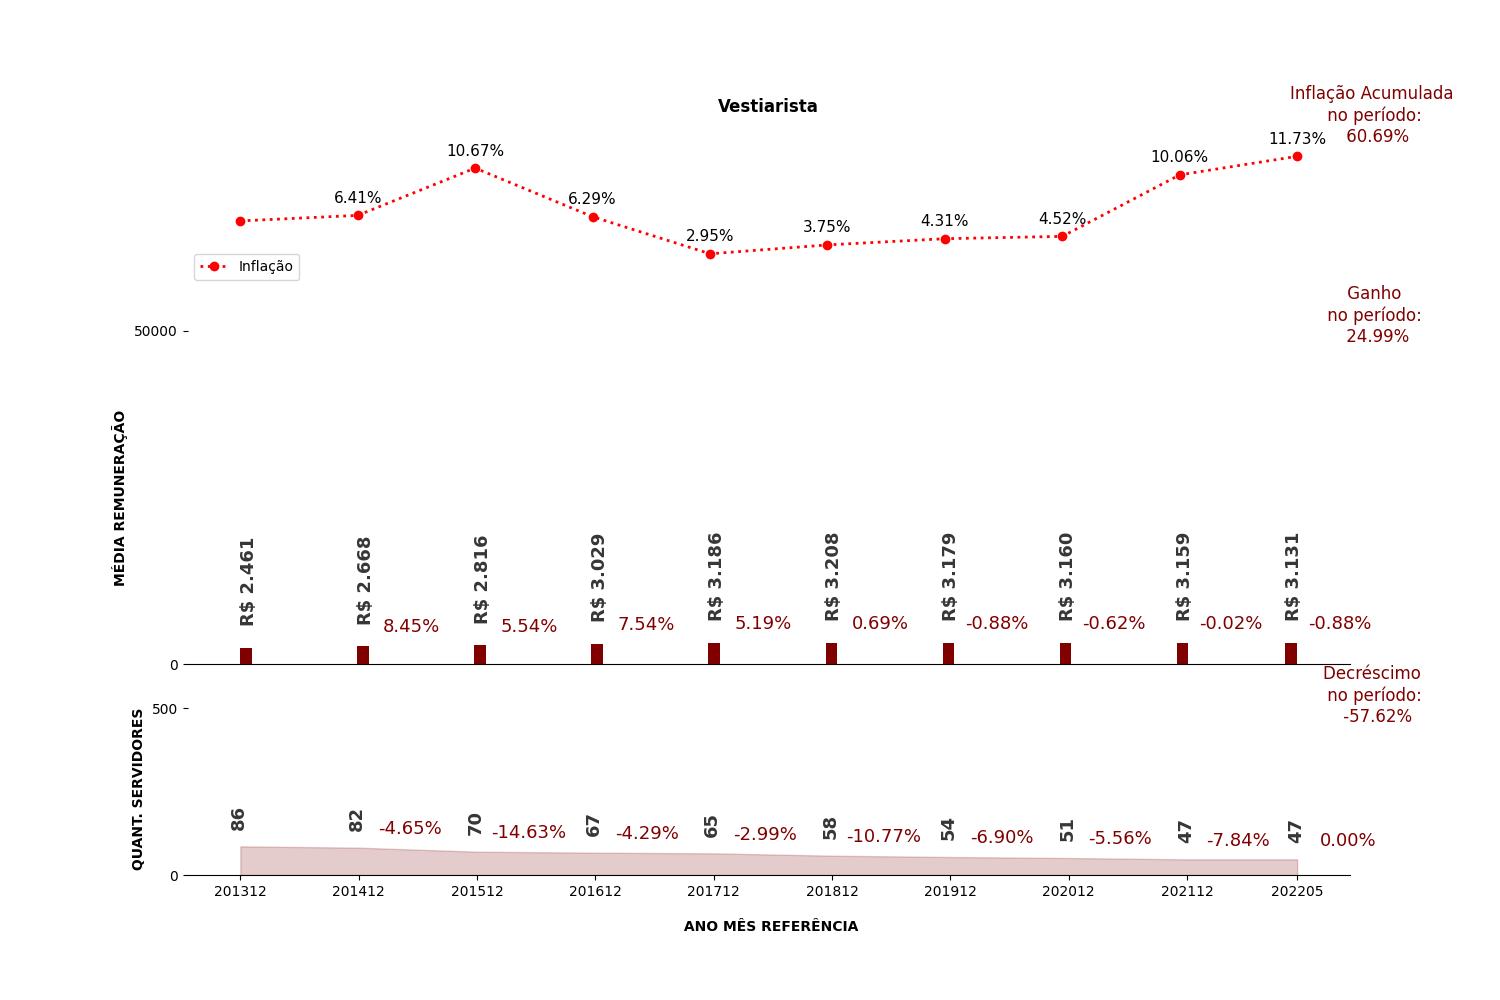 Vestiarista
Inflação Acumulada
no período:
60.69%
6.41%
10.67%
6.29%
2.95%
3.75%
4.31%
4.52%
10.06%
11.73%
Inflação
Ganho
no período:
24.99%
50000
0
MÉDIA REMUNERAÇÃO
R$ 2.461
R$ 2.668
8.45%
R$ 2.816
5.54%
R$ 3.029
7.54%
R$ 3.186
5.19%
R$ 3.208
0.69%
R$ 3.179
-0.88%
R$ 3.160
-0.62%
R$ 3.159
-0.02%
R$ 3.131
-0.88%
Decréscimo
no período:
-57.62%
500
0
QUANT. SERVIDORES
86
82
-4.65%
70
-14.63%
67
-4.29%
65
-2.99%
58
-10.77%
54
-6.90%
51
-5.56%
47
-7.84%
47
0.00%
201312
201412
201512
201612
201712
201812
201912
202012
202112
202205
ANO MÊS REFERÊNCIA